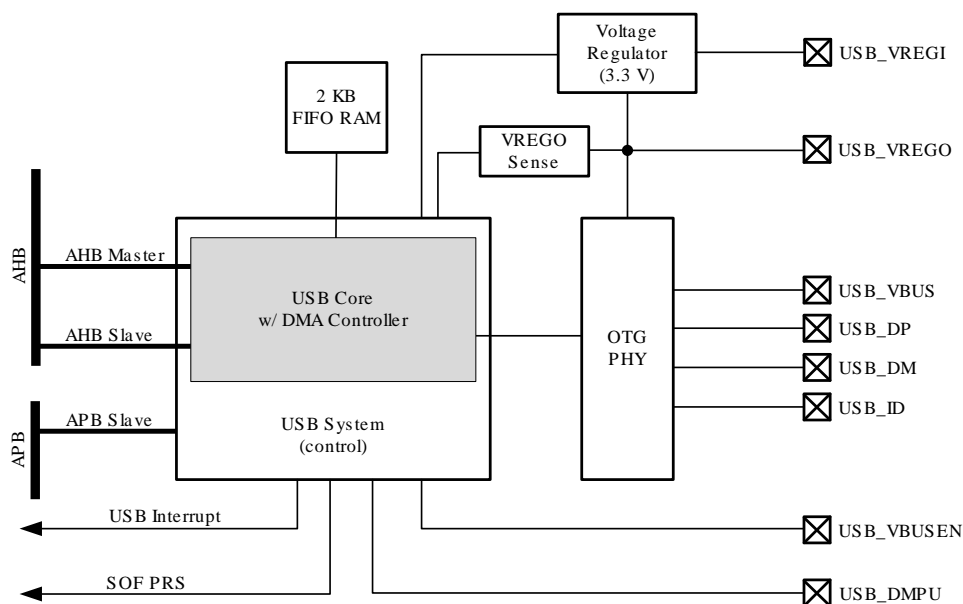 Voltage
Regulator
(3.3 V)
USB_VREGI
2 KB
FIFO RAM
VREGO
Sense
USB_VREGO
AHB
AHB Master
AHB Slave
USB Core
w/ DMA Controller
OTG
PHY
USB_VBUS
USB_DP
USB_DM
USB_ID
APB
APB Slave
USB System
(control)
USB Interrupt
USB_VBUSEN
SOF PRS
USB_DMPU